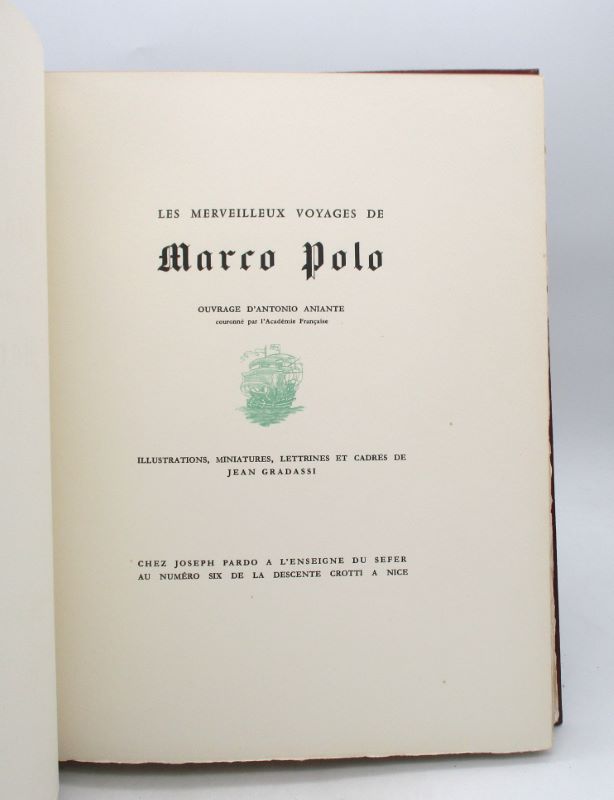 LES MERVEILLEUX VOYAGES DE
Marco Polo
OUVRAGE D'ANTONIO ANIANTE
couronné par l'Académie Française
ILLUSTRATIONS, MINIATURES, LETTRINES ET CADRES DE
JEAN GRADASSI
CHEZ JOSEPH PARDO A L'ENSEIGNE DU SEFER
AU NUMÉRO SIX DE LA DESCENTE CROTTI A NICE